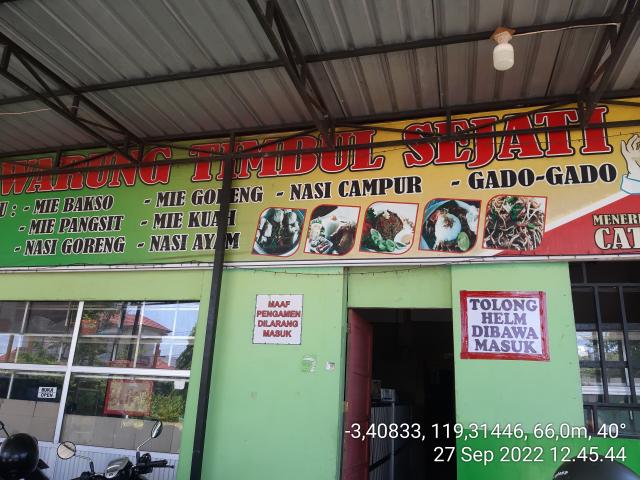 WARUNG TIMBUL SEJATI
- MIE BAKSO
- MIE PANGSIT
- NASI GORENG
- MIE GORENG
- MIE KUAH
- NASI AYAM
- NASI CAMPUR
- GADO-GADO
MAAF
PENGAMEN
DILARANG
MASUK
TOLONG
HELM
DIBAWA
MASUK
BUKA
OPEN
-3,40833, 119,31446, 66,0m, 40°
27 Sep 2022 12.45.44